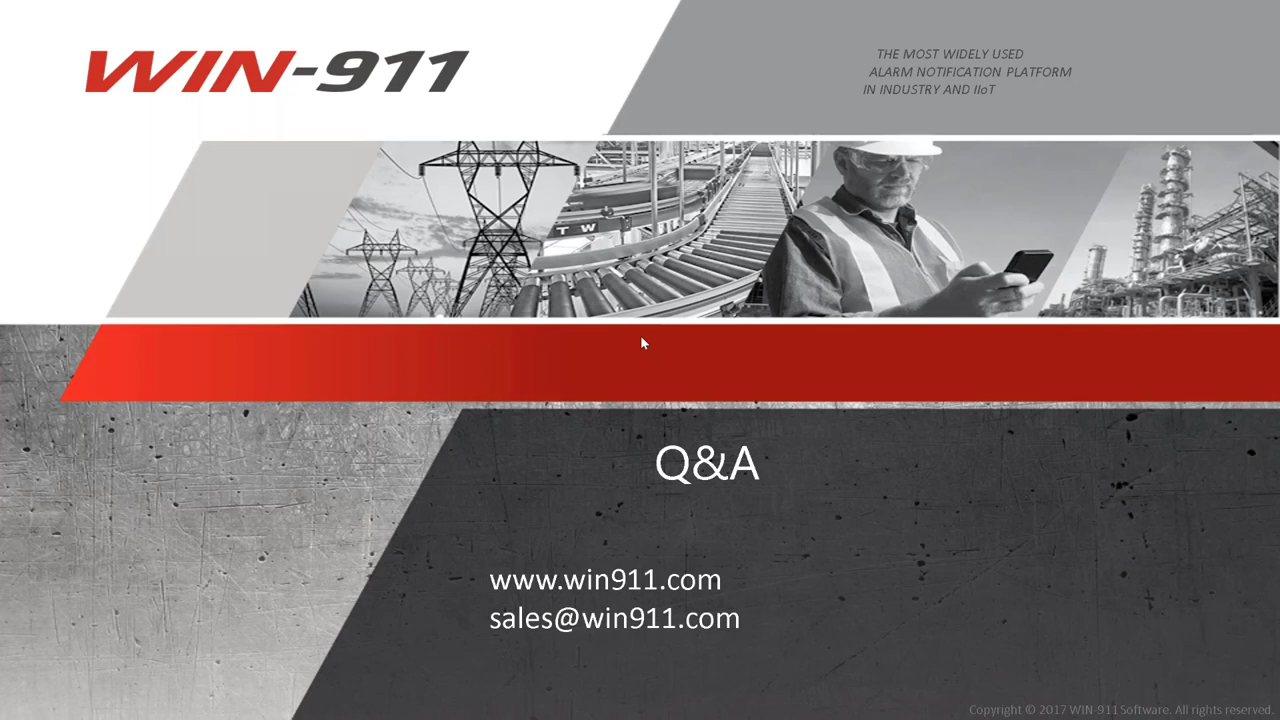 WIN-911
THE MOST WIDELY USED
ALARM NOTIFICATION PLATFORM
IN INDUSTRY AND IIoT
T W
Q&A
www.win911.com
sales@win911.com
Copyright © 2017 WIN-911 Software. All rights reserved.